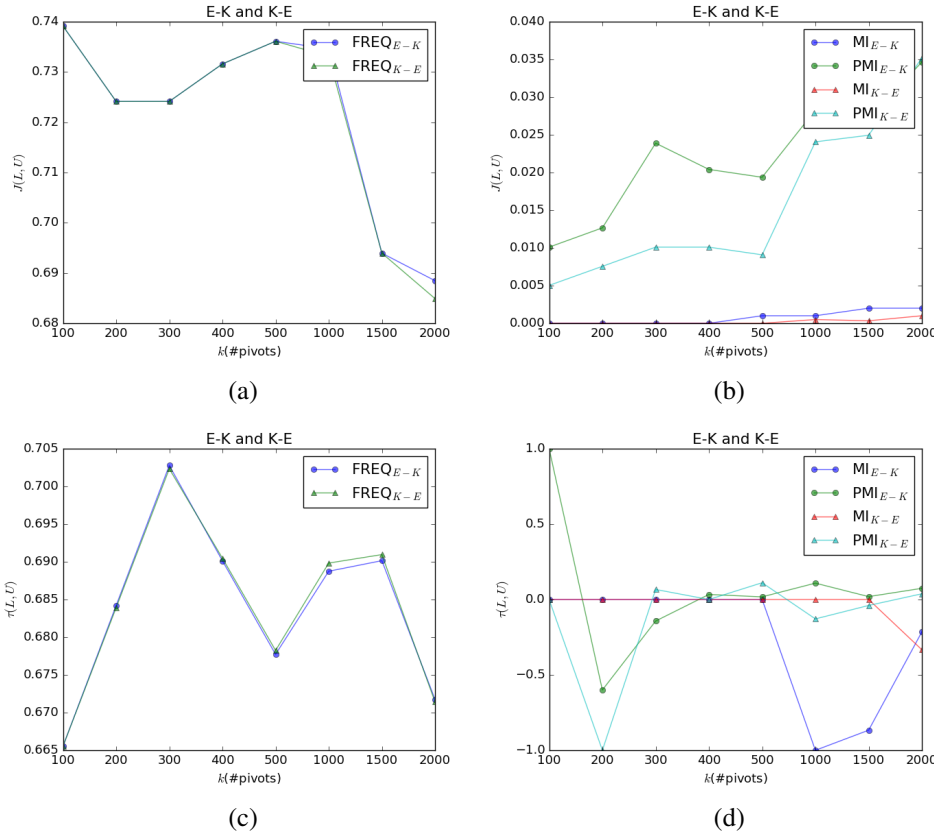 E-K and K-E
J(L, U)
0.74
0.73
0.72
0.71
0.70
0.69
0.68
FREQ_{E-K}
FREQ_{K-E}
100 200 300 400 500 1000 1500 2000
k(#pivots)
(a)
E-K and K-E
J(L, U)
0.040
0.035
0.030
0.025
0.020
0.015
0.010
0.005
0.000
MI_{E-K}
PMI_{E-K}
MI_{K-E}
PMI_{K-E}
100 200 300 400 500 1000 1500 2000
k(#pivots)
(b)
E-K and K-E
τ(L, U)
0.705
0.700
0.695
0.690
0.685
0.680
0.675
0.670
0.665
FREQ_{E-K}
FREQ_{K-E}
100 200 300 400 500 1000 1500 2000
k(#pivots)
(c)
E-K and K-E
τ(L, U)
1.0
0.5
0.0
−0.5
−1.0
MI_{E-K}
PMI_{E-K}
MI_{K-E}
PMI_{K-E}
100 200 300 400 500 1000 1500 2000
k(#pivots)
(d)